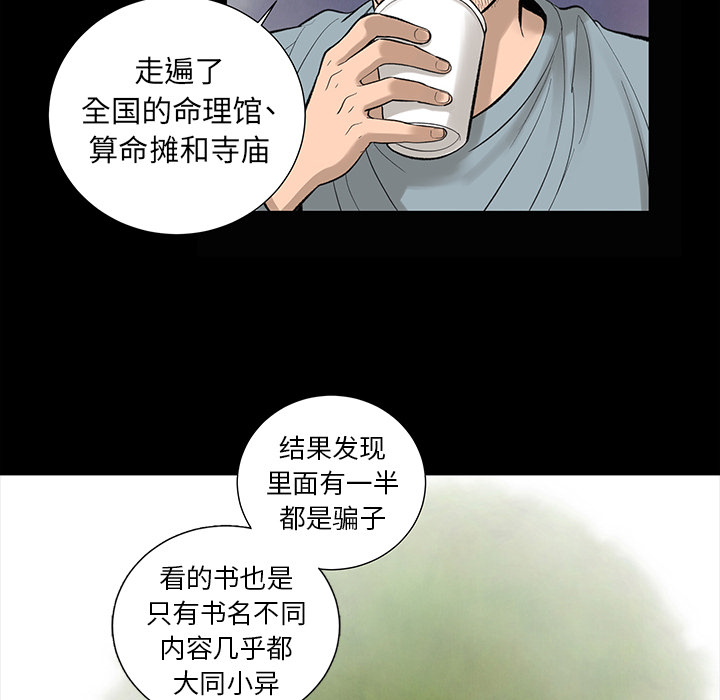 走遍了
全国的命理馆、
算命摊和寺庙
结果发现
里面有一半
都是骗子
看的书也是
只有书名不同
内容几乎都
大同小异